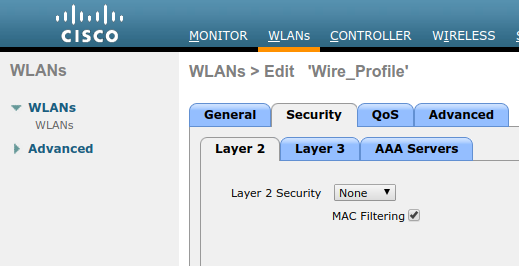 CISCO
MONITOR WLANs CONTROLLER WIRELESS
WLANs
WLANs > Edit 'Wire_Profile'
WLANs
WLANs
Advanced
General Security QoS Advanced
Layer 2 Layer 3 AAA Servers
Layer 2 Security None
MAC Filtering